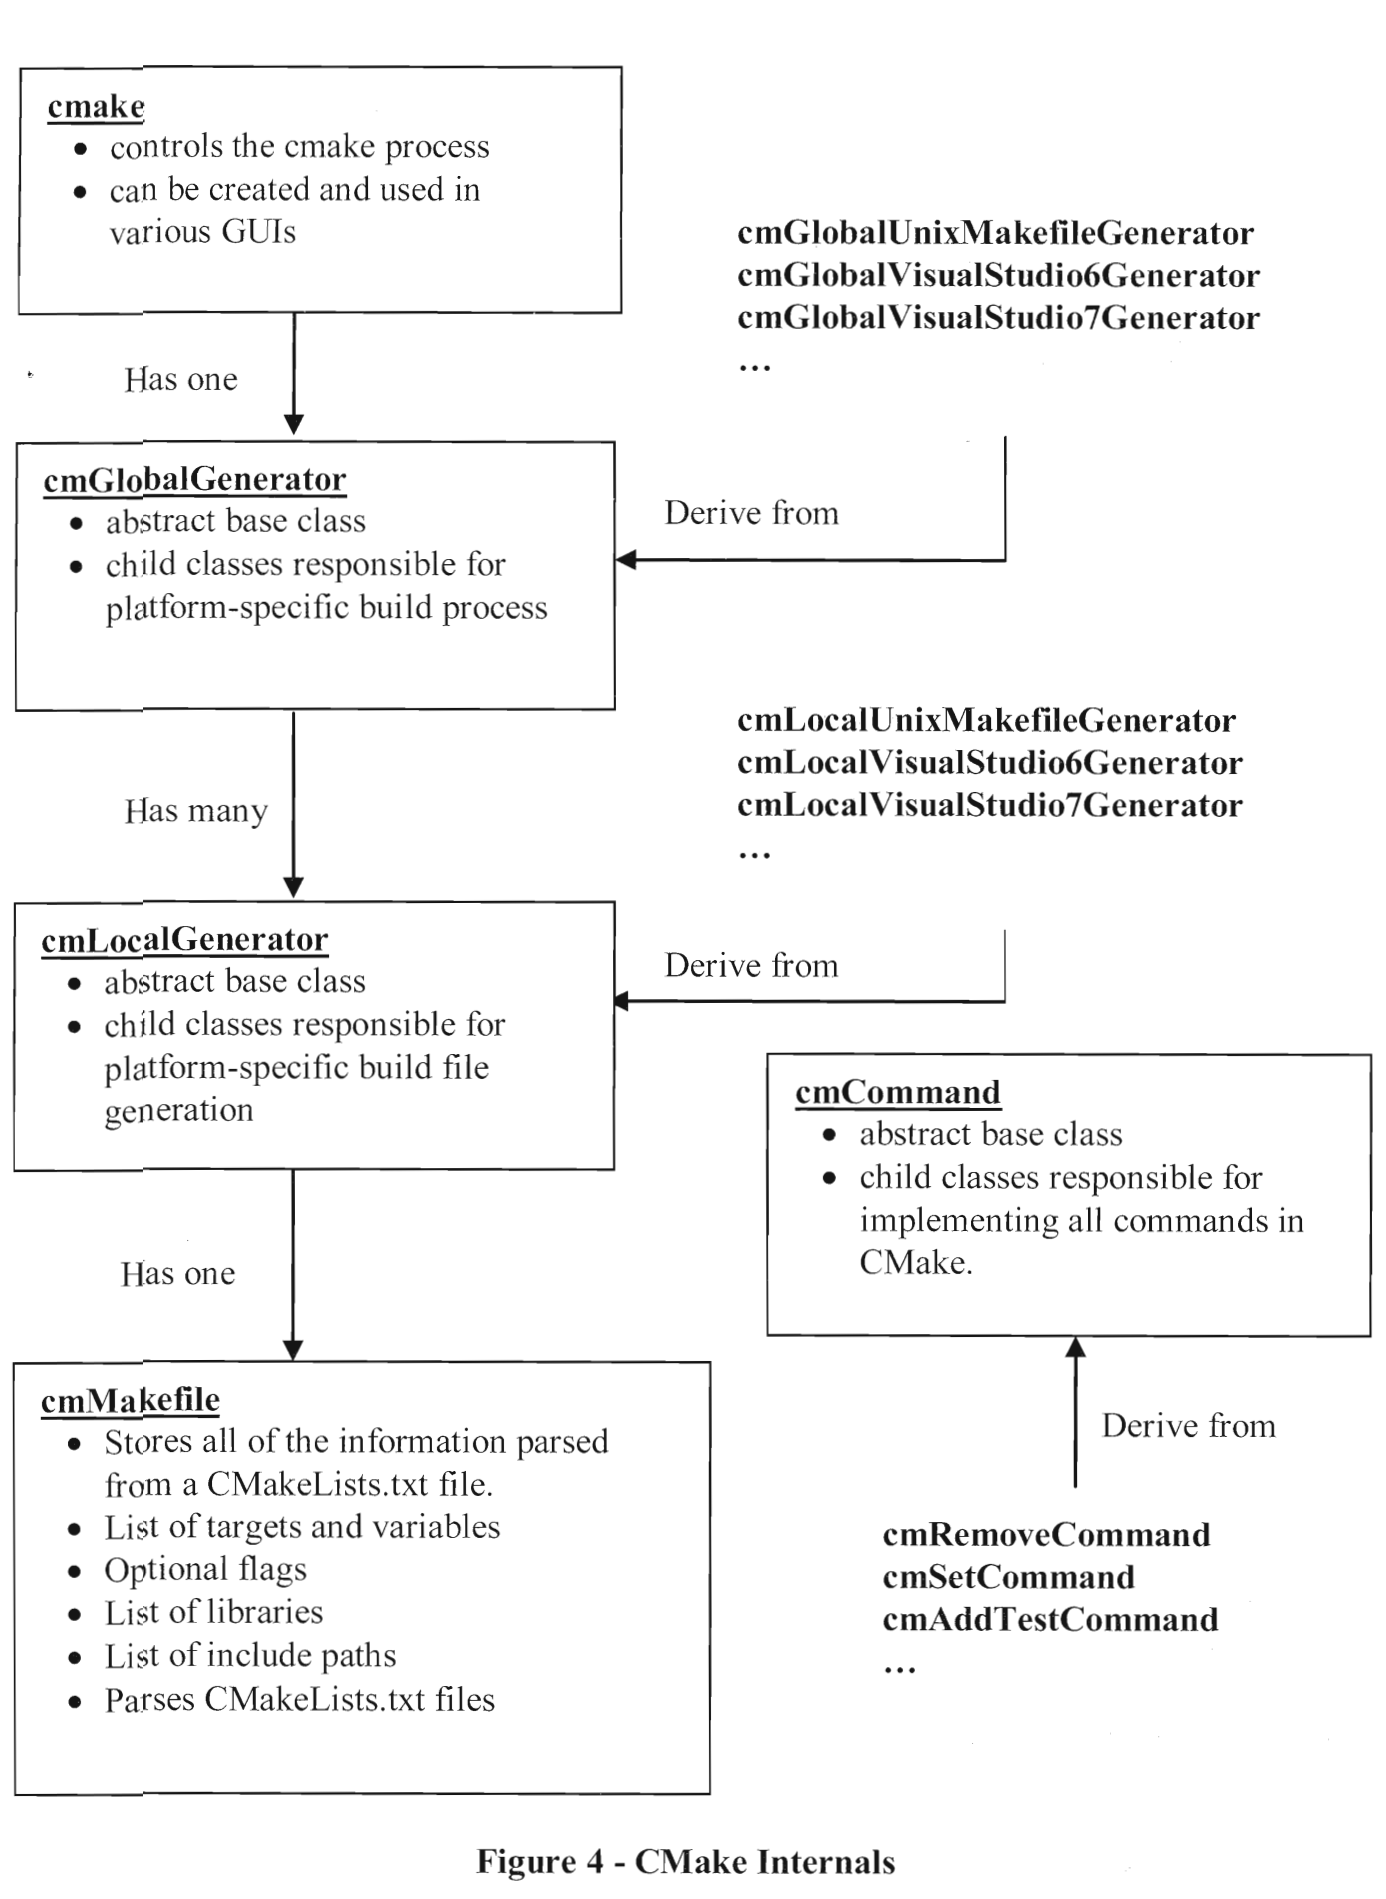 cmake
• controls the cmake process
• can be created and used in
various GUIs
cmGlobalUnixMakefileGenerator
cmGlobalVisualStudio6Generator
cmGlobalVisualStudio7Generator
...
Has one
cmGlobalGenerator
• abstract base class
• child classes responsible for
platform-specific build process
Derive from
cmLocalUnixMakefileGenerator
cmLocalVisualStudio6Generator
cmLocalVisualStudio7Generator
...
Has many
cmLocalGenerator
• abstract base class
• child classes responsible for
platform-specific build file
generation
Derive from
cmCommand
• abstract base class
• child classes responsible for
implementing all commands in
CMake.
Has one
cmMakefile
• Stores all of the information parsed
from a CMakeLists.txt file.
• List of targets and variables
• Optional flags
• List of libraries
• List of include paths
• Parses CMakeLists.txt files
Derive from
cmRemoveCommand
cmSetCommand
cmAddTestCommand
...
Figure 4 - CMake Internals